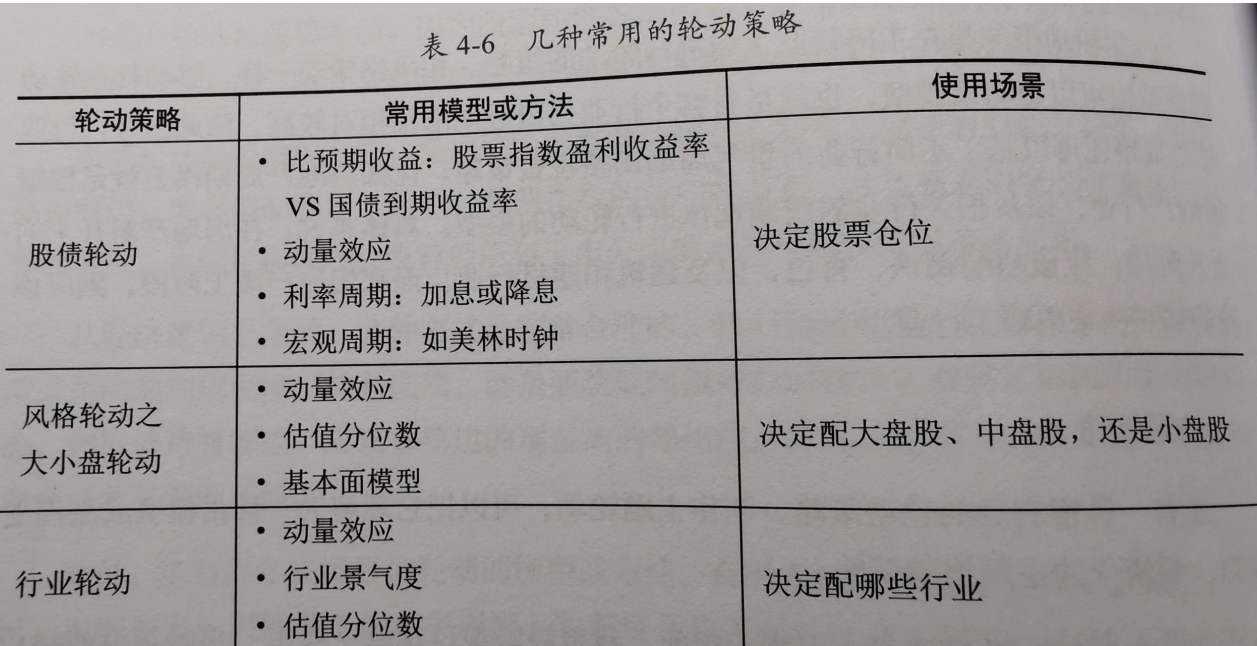 表 4-6 几种常用的轮动策略
轮动策略
常用模型或方法
使用场景
股债轮动
• 比预期收益：股票指数盈利收益率
VS 国债到期收益率
• 动量效应
• 利率周期：加息或降息
• 宏观周期：如美林时钟
决定股票仓位
风格轮动之
大小盘轮动
• 动量效应
• 估值分位数
• 基本面模型
决定配大盘股、中盘股，还是小盘股
行业轮动
• 动量效应
• 行业景气度
• 估值分位数
决定配哪些行业